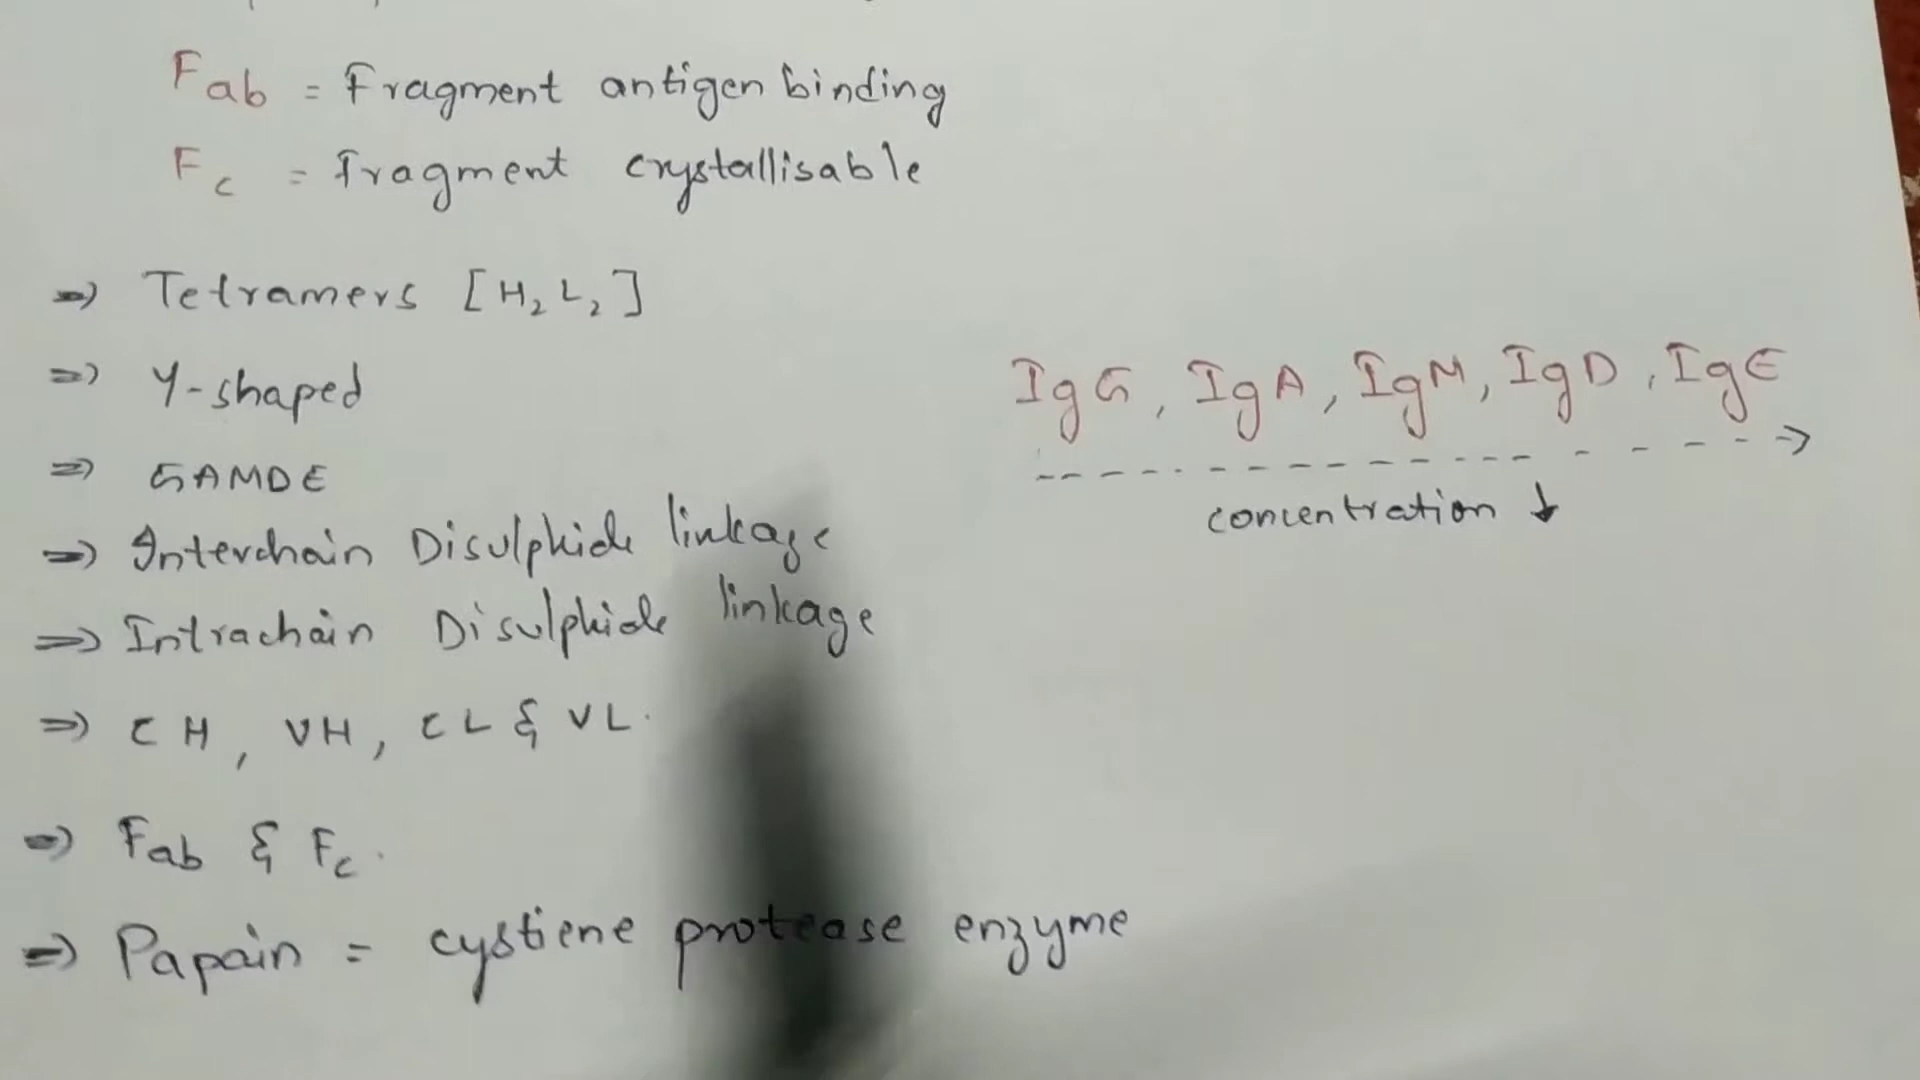 Fab = Fragment antigen binding
Fc = Fragment crystallisable
⇒ Tetramers [H₂L₂]
⇒ Y-shaped
⇒ GAMDE
⇒ Interchain Disulphide linkage
⇒ Intrachain Disulphide linkage
⇒ CH, VH, CL & VL.
⇒ Fab & Fc.
⇒ Papain = cystiene protease enzyme
IgG, IgA, IgM, IgD, IgE
concentration ↓